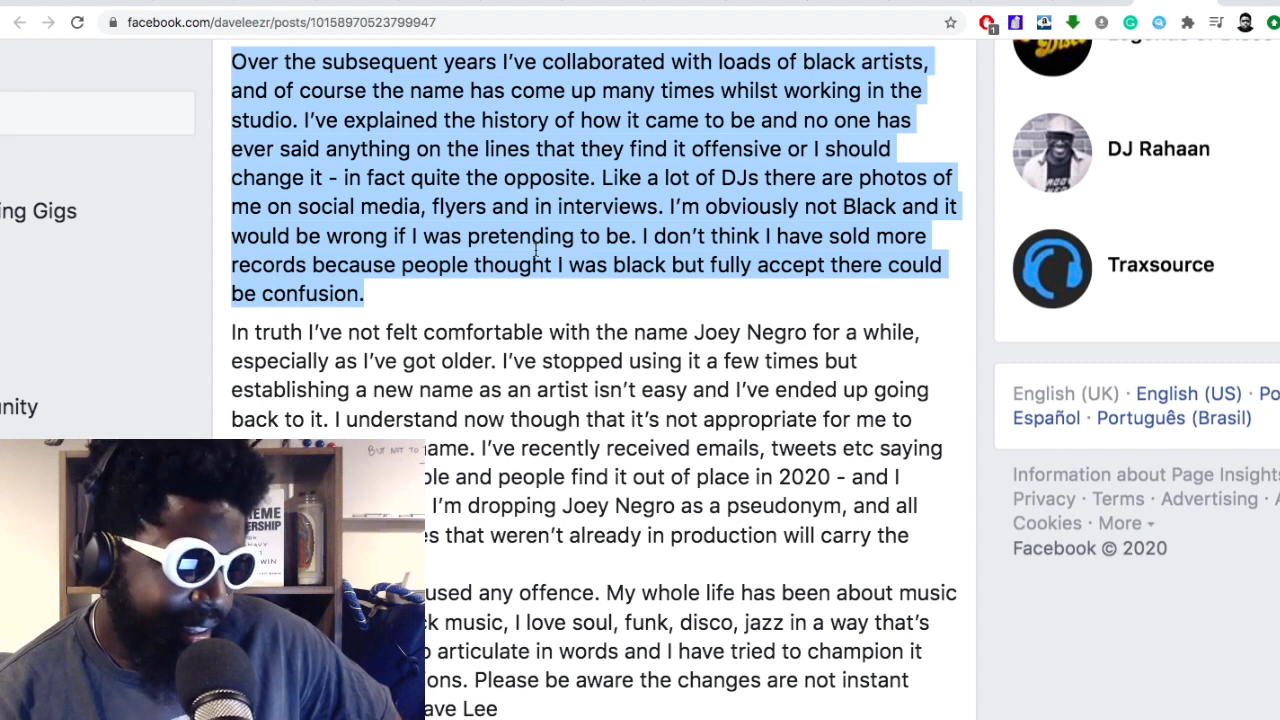 facebook.com/daveleezr/posts/10158970523799947
Over the subsequent years I've collaborated with loads of black artists,
and of course the name has come up many times whilst working in the
studio. I've explained the history of how it came to be and no one has
ever said anything on the lines that they find it offensive or I should
change it - in fact quite the opposite. Like a lot of DJs there are photos of
me on social media, flyers and in interviews. I'm obviously not Black and it
would be wrong if I was pretending to be. I don't think I have sold more
records because people thought I was black but fully accept there could
be confusion.
In truth I've not felt comfortable with the name Joey Negro for a while,
especially as I've got older. I've stopped using it a few times but
establishing a new name as an artist isn't easy and I've ended up going
back to it. I understand now though that it's not appropriate for me to
ame. I've recently received emails, tweets etc saying
ple and people find it out of place in 2020 - and I
I'm dropping Joey Negro as a pseudonym, and all
es that weren't already in production will carry the
used any offence. My whole life has been about music
ck music, I love soul, funk, disco, jazz in a way that's
o articulate in words and I have tried to champion it
ons. Please be aware the changes are not instant
ave Lee
ing Gigs
nity
DJ Rahaan
Traxsource
English (UK) · English (US) · Po
Español · Português (Brasil)
Information about Page Insights
Privacy · Terms · Advertising ·
Cookies · More
Facebook © 2020
BUT NOT TO
EME
ERSHIP
WIN